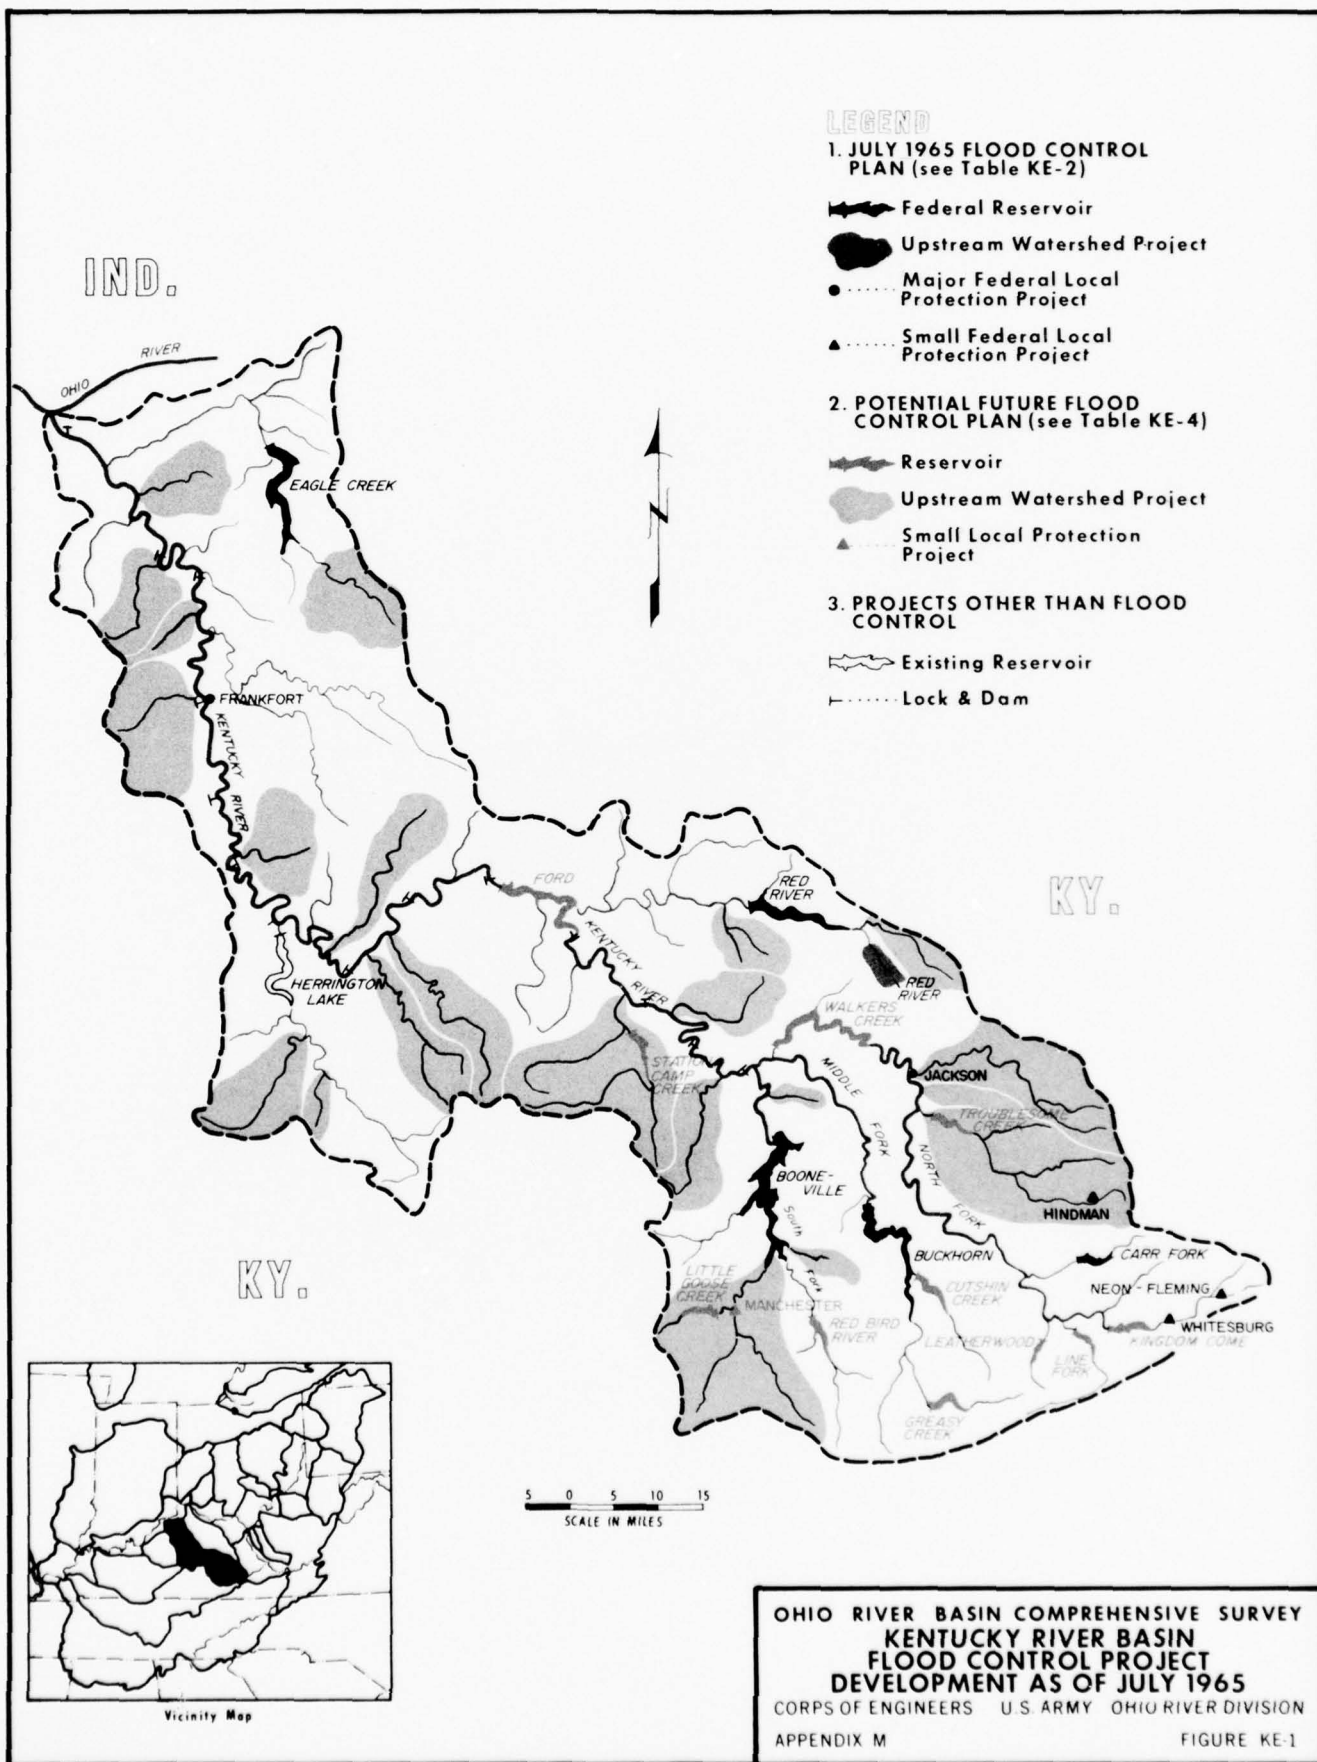 LEGEND
1. JULY 1965 FLOOD CONTROL
PLAN (see Table KE-2)
Federal Reservoir
Upstream Watershed Project
Major Federal Local
Protection Project
Small Federal Local
Protection Project
2. POTENTIAL FUTURE FLOOD
CONTROL PLAN (see Table KE-4)
Reservoir
Upstream Watershed Project
Small Local Protection
Project
3. PROJECTS OTHER THAN FLOOD
CONTROL
Existing Reservoir
Lock & Dam
IND.
OHIO RIVER
EAGLE CREEK
N
FRANKFORT
KENTUCKY RIVER
FORD
RED
RIVER
KY.
KENTUCKY RIVER
HERRINGTON
LAKE
RED
RIVER
WALKERS
CREEK
STATION
CAMP
CREEK
MIDDLE FORK
JACKSON
TROUBLESOME
CREEK
NORTH FORK
BOONE-
VILLE
South Fork
HINDMAN
BUCKHORN
CARR FORK
KY.
LITTLE
GOOSE
CREEK
MANCHESTER
CUTSHIN
CREEK
NEON-FLEMING
RED BIRD
RIVER
LEATHERWOOD
WHITESBURG
KINGDOM COME
LINE
FORK
GREASY
CREEK
5 0 5 10 15
SCALE IN MILES
Vicinity Map
OHIO RIVER BASIN COMPREHENSIVE SURVEY
KENTUCKY RIVER BASIN
FLOOD CONTROL PROJECT
DEVELOPMENT AS OF JULY 1965
CORPS OF ENGINEERS U.S. ARMY OHIO RIVER DIVISION
APPENDIX M FIGURE KE-1